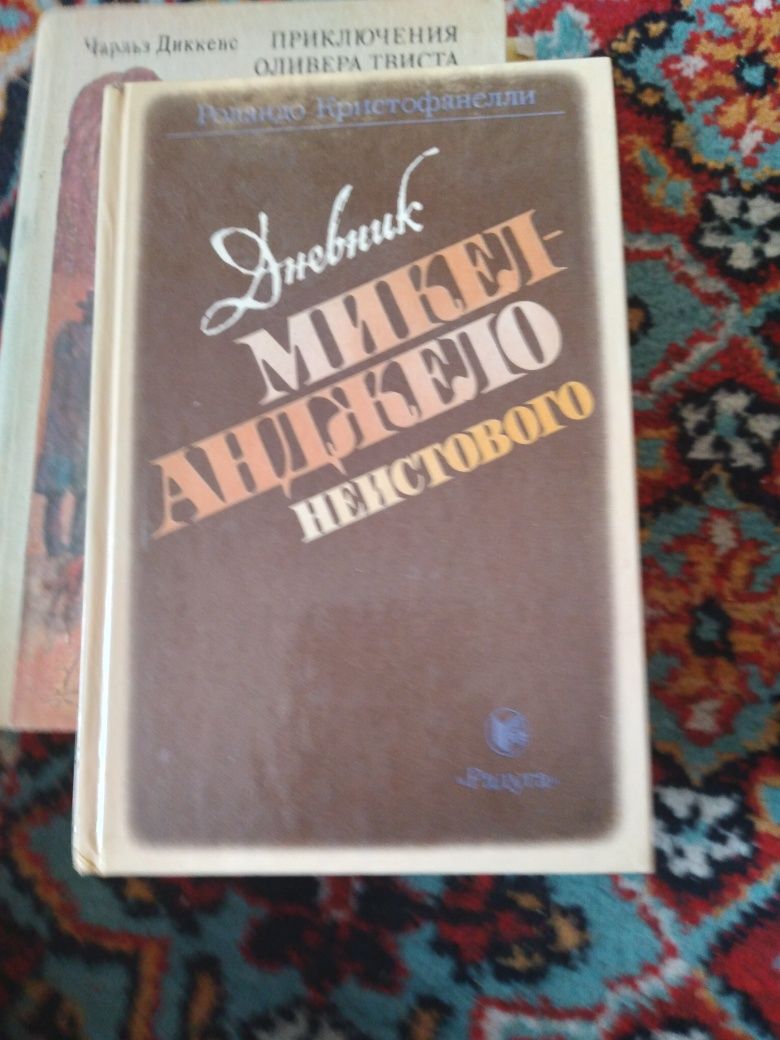 Чарльз Диккенс
ПРИКЛЮЧЕНИЯ
ОЛИВЕРА ТВИСТА
Роландо Кристофанелли
Дневник
МИКЕЛ-
АНДЖЕЛО
НЕИСТОВОГО
«Радуга»